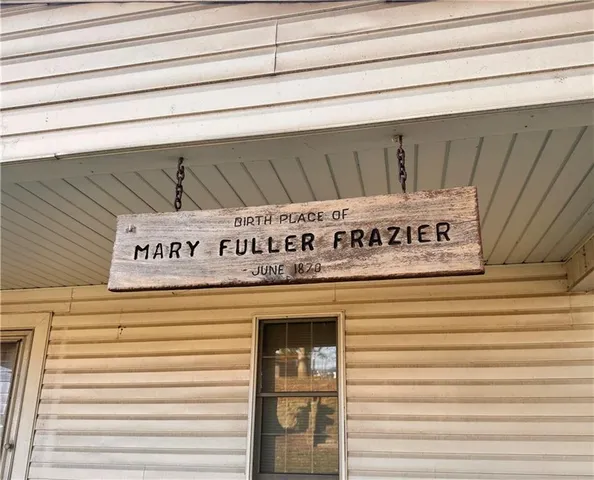 BIRTH PLACE OF
MARY FULLER FRAZIER
- JUNE 1870